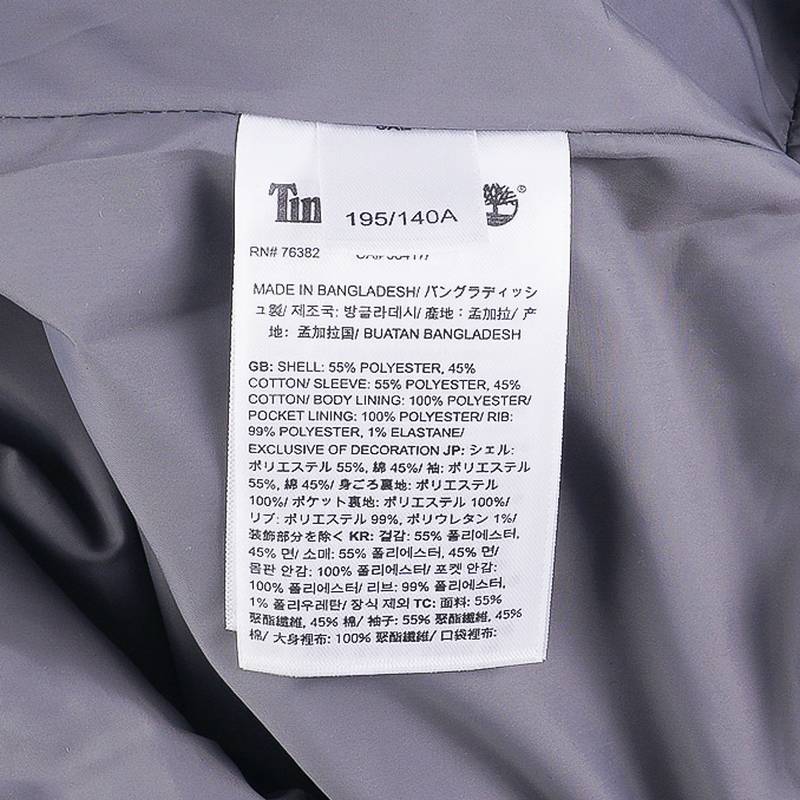 Tim
®
195/140A
RN# 76382
MADE IN BANGLADESH/ バングラディッシ
ュ製/ 제조국: 방글라데시/ 產地：孟加拉/ 产
地：孟加拉国/ BUATAN BANGLADESH
GB: SHELL: 55% POLYESTER, 45%
COTTON/ SLEEVE: 55% POLYESTER, 45%
COTTON/ BODY LINING: 100% POLYESTER/
POCKET LINING: 100% POLYESTER/ RIB:
99% POLYESTER, 1% ELASTANE/
EXCLUSIVE OF DECORATION JP: シェル:
ポリエステル 55%, 綿 45%/ 袖: ポリエステル
55%, 綿 45%/ 身ごろ裏地: ポリエステル
100%/ ポケット裏地: ポリエステル 100%/
リブ: ポリエステル 99%, ポリウレタン 1%/
装飾部分を除く KR: 겉감: 55% 폴리에스터,
45% 면/ 소매: 55% 폴리에스터, 45% 면/
몸판 안감: 100% 폴리에스터/ 포켓 안감:
100% 폴리에스터/ 리브: 99% 폴리에스터,
1% 폴리우레탄/ 장식 제외 TC: 面料: 55%
聚酯纖維, 45% 棉/ 袖子: 55% 聚酯纖維, 45%
棉/ 大身裡布: 100% 聚酯纖維/ 口袋裡布: